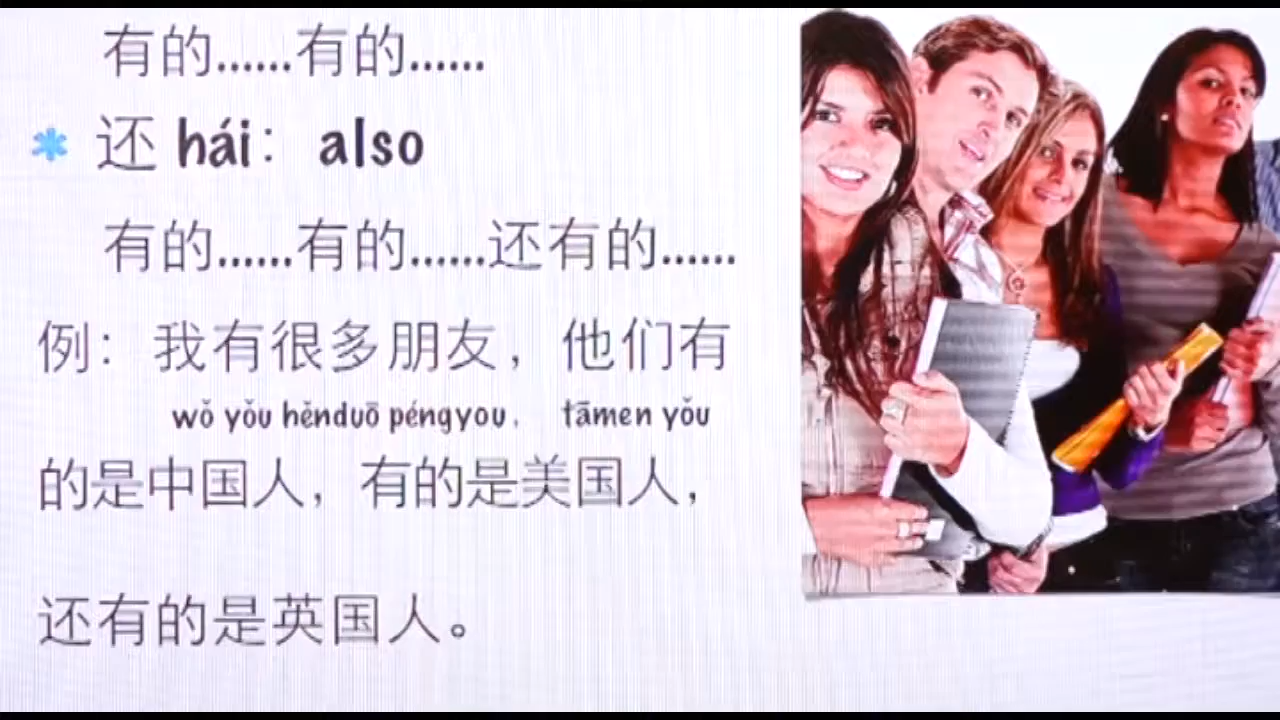 有的……有的……
还 hái：also
有的……有的……还有的……
例：我有很多朋友，他们有
wǒ yǒu hěnduō péngyou， tāmen yǒu
的是中国人，有的是美国人，
还有的是英国人。